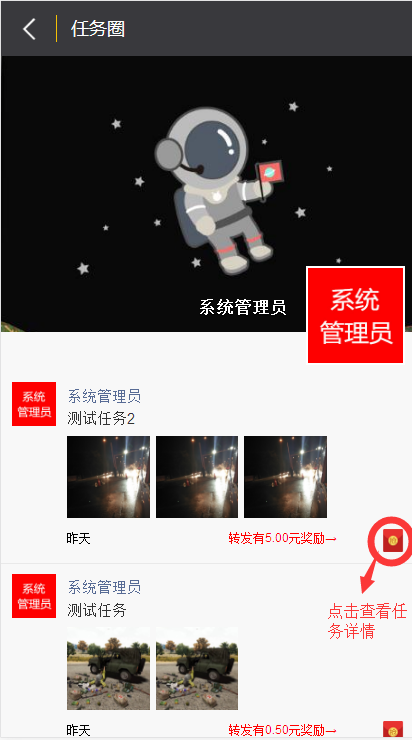 任务圈
系统管理员
系统
管理员
系统
管理员
系统管理员
测试任务2
昨天
转发有5.00元奖励→
点击查看任
务详情
系统
管理员
系统管理员
测试任务
昨天
转发有0.50元奖励→